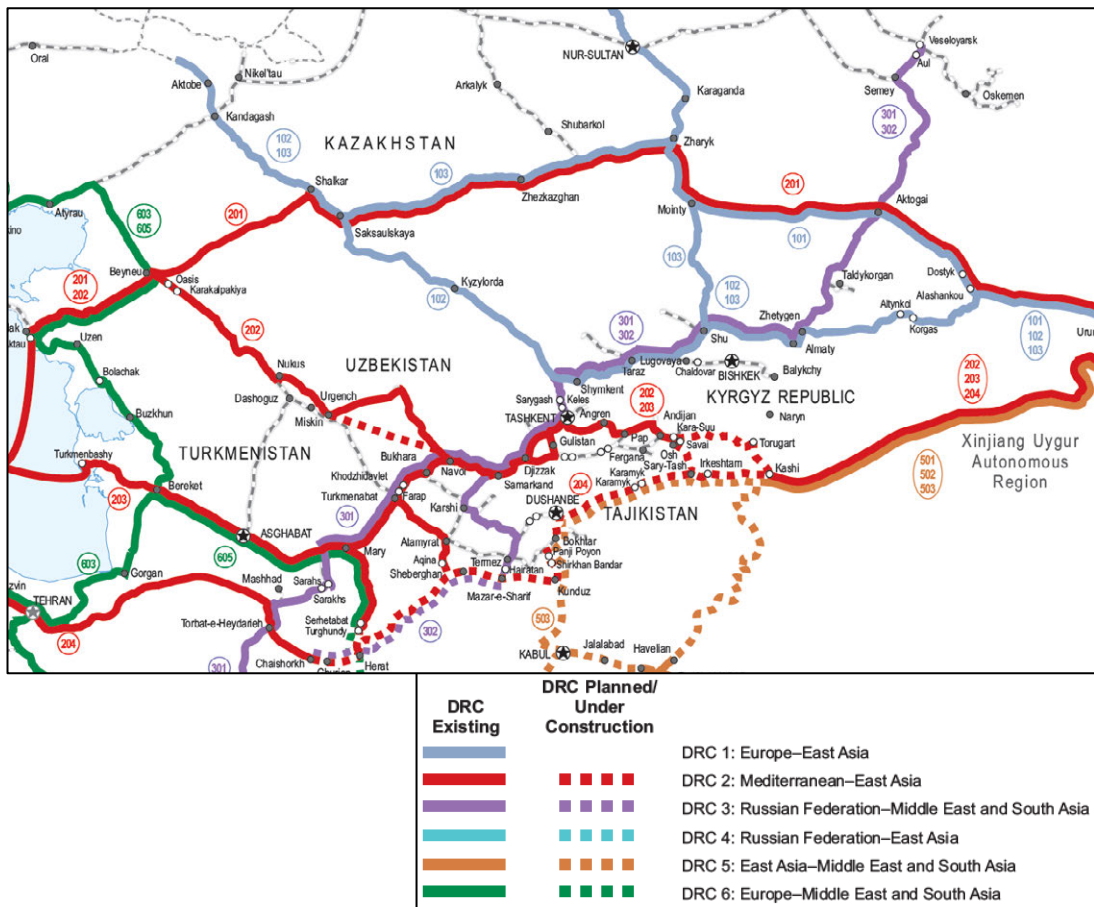 Oral
Aktobe
Nikel'tau
Kandagash
Arkalyk
NUR-SULTAN
Karaganda
Shubarkol
Zharyk
Veseloyarsk
Aul
Semey
Oskemen
301
302
KAZAKHSTAN
102
103
Shalkar
103
Zhezkazghan
Saksaulskaya
201
Mointy
101
Aktogai
Atyrau
kino
603
605
201
Beyneu
Oasis
Karakalpakiya
201
202
Kyzylorda
102
103
102
103
Taldykorgan
Dostyk
Alashankou
Altynkol
Korgas
Zhetygen
Almaty
101
102
103
Uru
ak
ktau
Uzen
202
UZBEKISTAN
301
302
Shu
Lugovaya
Taraz
Chaldovar
BISHKEK
Balykchy
Shymkent
202
203
204
Bolashak
Nukus
Urgench
Dashoguz
Miskin
Sarygash
Keles
TASHKENT
Angren
202
203
KYRGYZ REPUBLIC
Naryn
Andijan
Kara-Suu
Savai
Torugart
Buzkhun
TURKMENISTAN
Bukhara
Navoi
Khodzhidavlet
Gulistan
Pap
Fergana
Osh
Karamyk
Sary-Tash
Irkeshtam
Kashi
Xinjiang Uygur
Autonomous
Region
Turkmenbashy
203
Bereket
Turkmenabat
Farap
Djizzak
Samarkand
204
Karamyk
501
502
503
DUSHANBE
TAJIKISTAN
ASGHABAT
301
Karshi
603
605
Mary
Alamyrat
Bokhtar
Panji Poyon
Shirkhan Bandar
Gorgan
Mashhad
Sarahs
Sarakhs
Aqina
Sheberghan
Termez
Hairatan
Mazar-e-Sharif
Kunduz
zvin
TEHRAN
204
Torbat-e-Heydarieh
Serhetabat
Turghundy
302
503
301
Chaishorkh
Herat
KABUL
Jalalabad
Havelian
DRC Existing
DRC Planned/
Under
Construction
DRC 1: Europe–East Asia
DRC 2: Mediterranean–East Asia
DRC 3: Russian Federation–Middle East and South Asia
DRC 4: Russian Federation–East Asia
DRC 5: East Asia–Middle East and South Asia
DRC 6: Europe–Middle East and South Asia